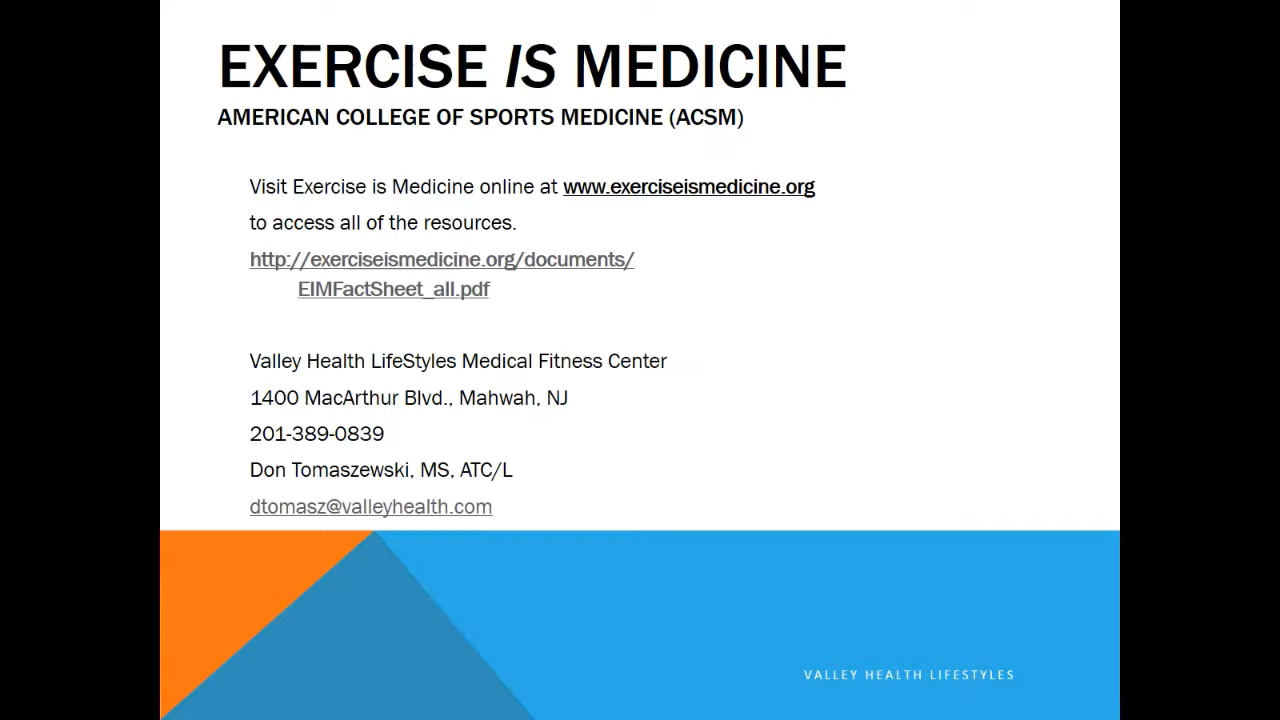 EXERCISE IS MEDICINE
AMERICAN COLLEGE OF SPORTS MEDICINE (ACSM)
Visit Exercise is Medicine online at www.exerciseismedicine.org
to access all of the resources.
http://exerciseismedicine.org/documents/
EIMFactSheet_all.pdf
Valley Health LifeStyles Medical Fitness Center
1400 MacArthur Blvd., Mahwah, NJ
201-389-0839
Don Tomaszewski, MS, ATC/L
dtomasz@valleyhealth.com
VALLEY HEALTH LIFESTYLES